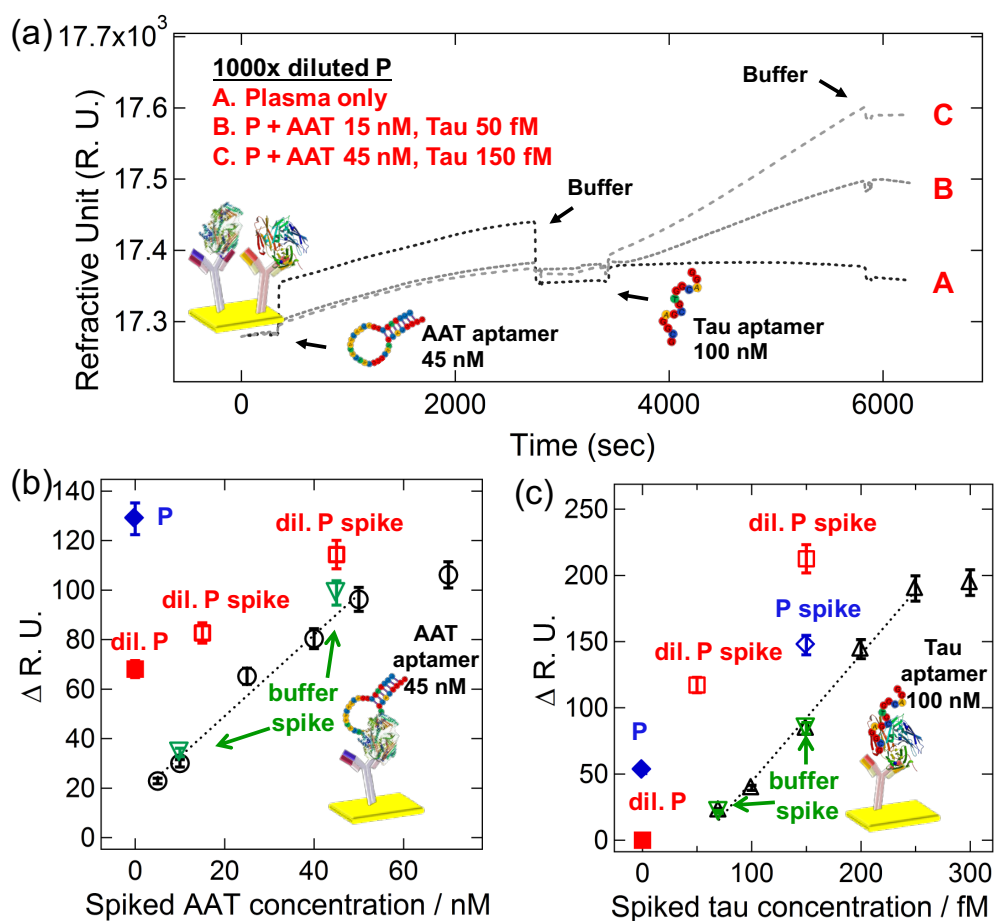 (a)
17.7x10³
17.6
17.5
17.4
17.3
Refractive Unit (R. U.)
1000x diluted P
A. Plasma only
B. P + AAT 15 nM, Tau 50 fM
C. P + AAT 45 nM, Tau 150 fM
Buffer
Buffer
C
B
A
AAT aptamer
45 nM
Tau aptamer
100 nM
0
2000
4000
6000
Time (sec)
(b)
140
120
100
80
60
40
20
0
Δ R. U.
P
dil. P spike
dil. P spike
dil. P
AAT
aptamer
45 nM
buffer
spike
0
20
40
60
Spiked AAT concentration / nM
(c)
250
200
150
100
50
0
Δ R. U.
dil. P spike
P spike
dil. P spike
Tau
aptamer
100 nM
P
dil. P
buffer
spike
0
100
200
300
Spiked tau concentration / fM